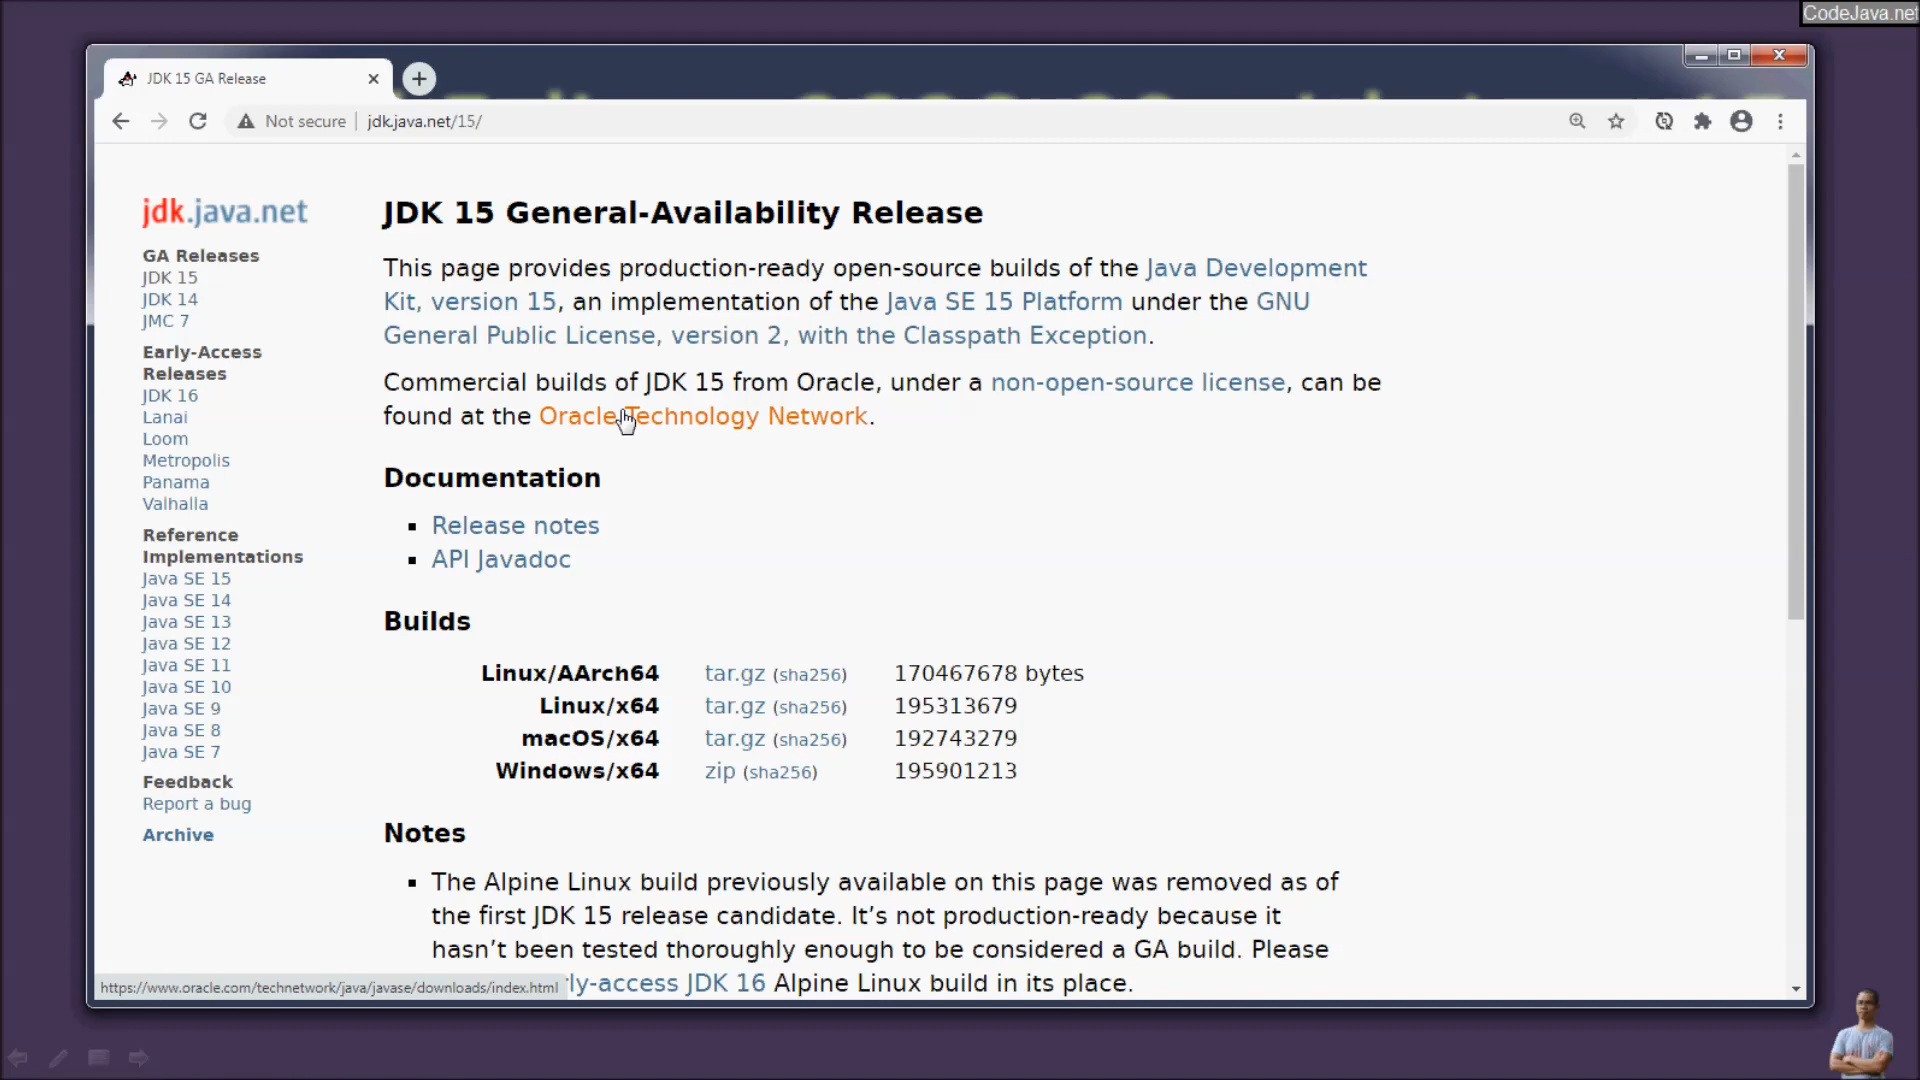 CodeJava.net
JDK 15 GA Release
Not secure
jdk.java.net/15/
jdk.java.net
GA Releases
JDK 15
JDK 14
JMC 7
Early-Access
Releases
JDK 16
Lanai
Loom
Metropolis
Panama
Valhalla
Reference
Implementations
Java SE 15
Java SE 14
Java SE 13
Java SE 12
Java SE 11
Java SE 10
Java SE 9
Java SE 8
Java SE 7
Feedback
Report a bug
Archive
JDK 15 General-Availability Release
This page provides production-ready open-source builds of the Java Development
Kit, version 15, an implementation of the Java SE 15 Platform under the GNU
General Public License, version 2, with the Classpath Exception.
Commercial builds of JDK 15 from Oracle, under a non-open-source license, can be
found at the Oracle Technology Network.
Documentation
Release notes
API Javadoc
Builds
Linux/AArch64 tar.gz (sha256) 170467678 bytes
Linux/x64 tar.gz (sha256) 195313679
macOS/x64 tar.gz (sha256) 192743279
Windows/x64 zip (sha256) 195901213
Notes
The Alpine Linux build previously available on this page was removed as of
the first JDK 15 release candidate. It’s not production-ready because it
hasn’t been tested thoroughly enough to be considered a GA build. Please
ly-access JDK 16 Alpine Linux build in its place.
https://www.oracle.com/technetwork/java/javase/downloads/index.html